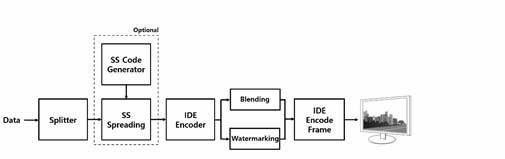 Optional
SS Code
Generator
Data
Splitter
SS
Spreading
IDE
Encoder
Blending
Watermarking
IDE
Encode
Frame